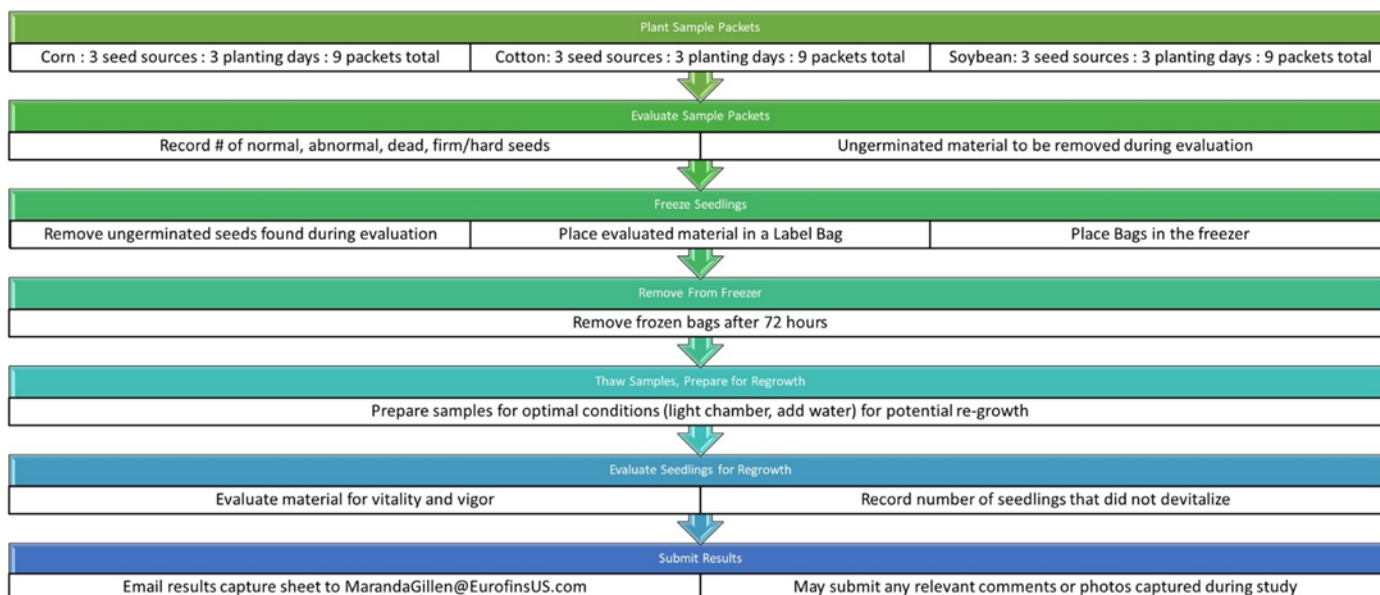 Plant Sample Packets
Corn : 3 seed sources : 3 planting days : 9 packets total
Cotton: 3 seed sources : 3 planting days : 9 packets total
Soybean: 3 seed sources : 3 planting days : 9 packets total
Evaluate Sample Packets
Record # of normal, abnormal, dead, firm/hard seeds
Ungerminated material to be removed during evaluation
Freeze Seedlings
Remove ungerminated seeds found during evaluation
Place evaluated material in a Label Bag
Place Bags in the freezer
Remove From Freezer
Remove frozen bags after 72 hours
Thaw Samples, Prepare for Regrowth
Prepare samples for optimal conditions (light chamber, add water) for potential re-growth
Evaluate Seedlings for Regrowth
Evaluate material for vitality and vigor
Record number of seedlings that did not devitalize
Submit Results
Email results capture sheet to MarandaGillen@EurofinsUS.com
May submit any relevant comments or photos captured during study